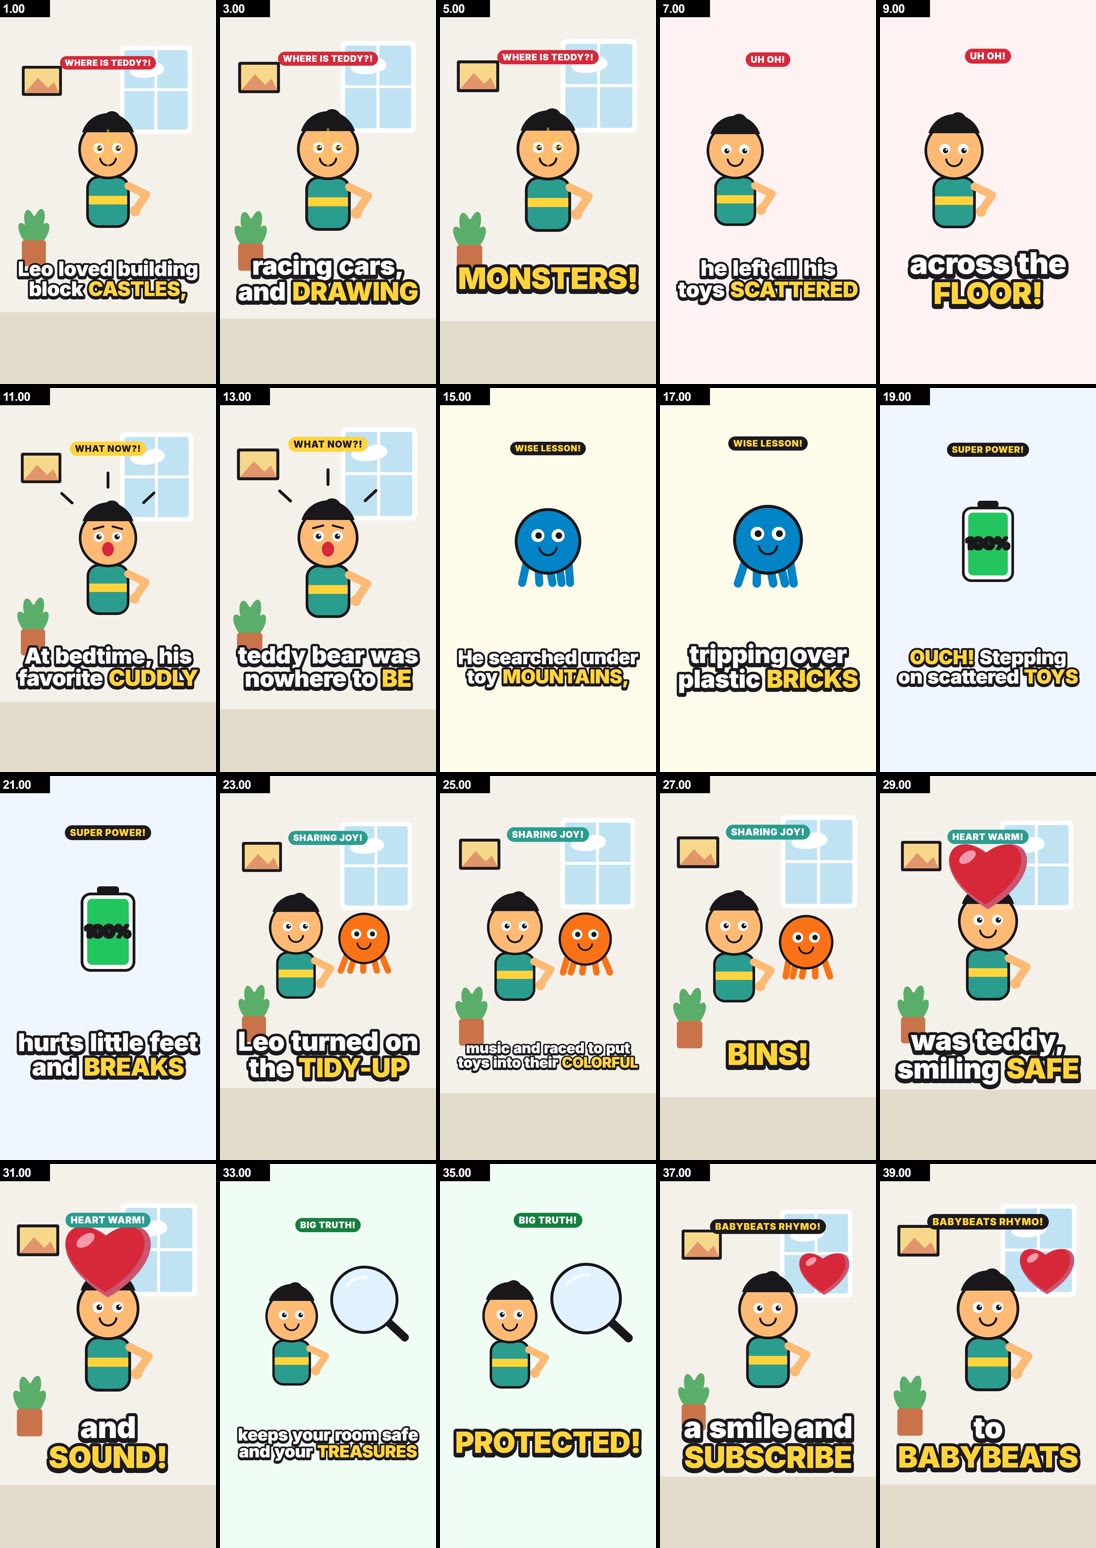 1.00
WHERE IS TEDDY?!
Leo loved building
block CASTLES,
3.00
WHERE IS TEDDY?!
racing cars,
and DRAWING
5.00
WHERE IS TEDDY?!
MONSTERS!
7.00
UH OH!
he left all his
toys SCATTERED
9.00
UH OH!
across the
FLOOR!
11.00
WHAT NOW?!
At bedtime, his
favorite CUDDLY
13.00
WHAT NOW?!
teddy bear was
nowhere to BE
15.00
WISE LESSON!
He searched under
toy MOUNTAINS,
17.00
WISE LESSON!
tripping over
plastic BRICKS
19.00
SUPER POWER!
100%
OUCH! Stepping
on scattered TOYS
21.00
SUPER POWER!
100%
hurts little feet
and BREAKS
23.00
SHARING JOY!
Leo turned on
the TIDY-UP
25.00
SHARING JOY!
music and raced to put
toys into their COLORFUL
27.00
SHARING JOY!
BINS!
29.00
HEART WARM!
was teddy,
smiling SAFE
31.00
HEART WARM!
and
SOUND!
33.00
BIG TRUTH!
keeps your room safe
and your TREASURES
35.00
BIG TRUTH!
PROTECTED!
37.00
BABYBEATS RHYMO!
a smile and
SUBSCRIBE
39.00
BABYBEATS RHYMO!
to
BABYBEATS